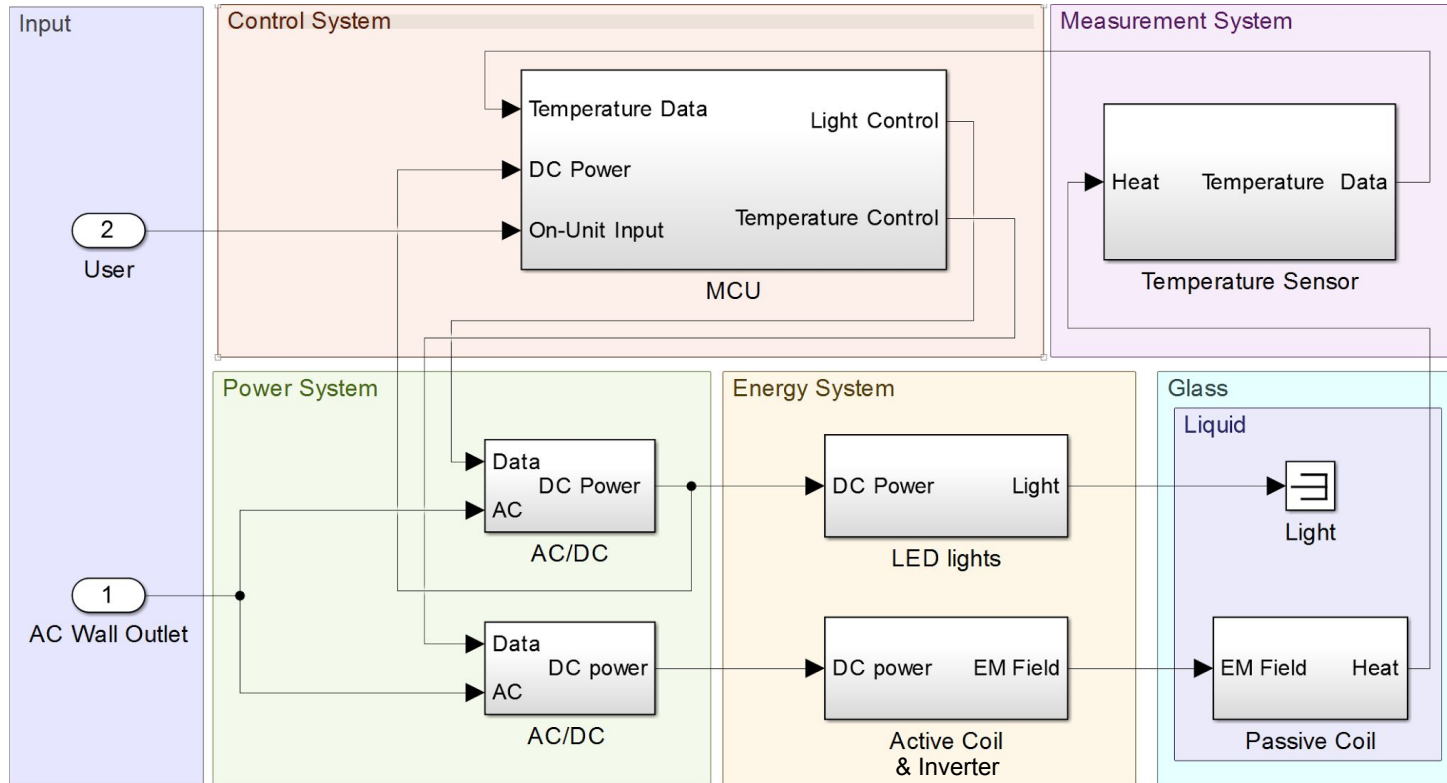 Input
Control System
Measurement System
Temperature Data
Light Control
DC Power
Temperature Control
On-Unit Input
MCU
Heat
Temperature Data
Temperature Sensor
2
User
1
AC Wall Outlet
Power System
Data
DC Power
AC
AC/DC
Data
DC power
AC
AC/DC
Energy System
DC Power
Light
LED lights
DC power
EM Field
Active Coil
& Inverter
Glass
Liquid
Light
EM Field
Heat
Passive Coil